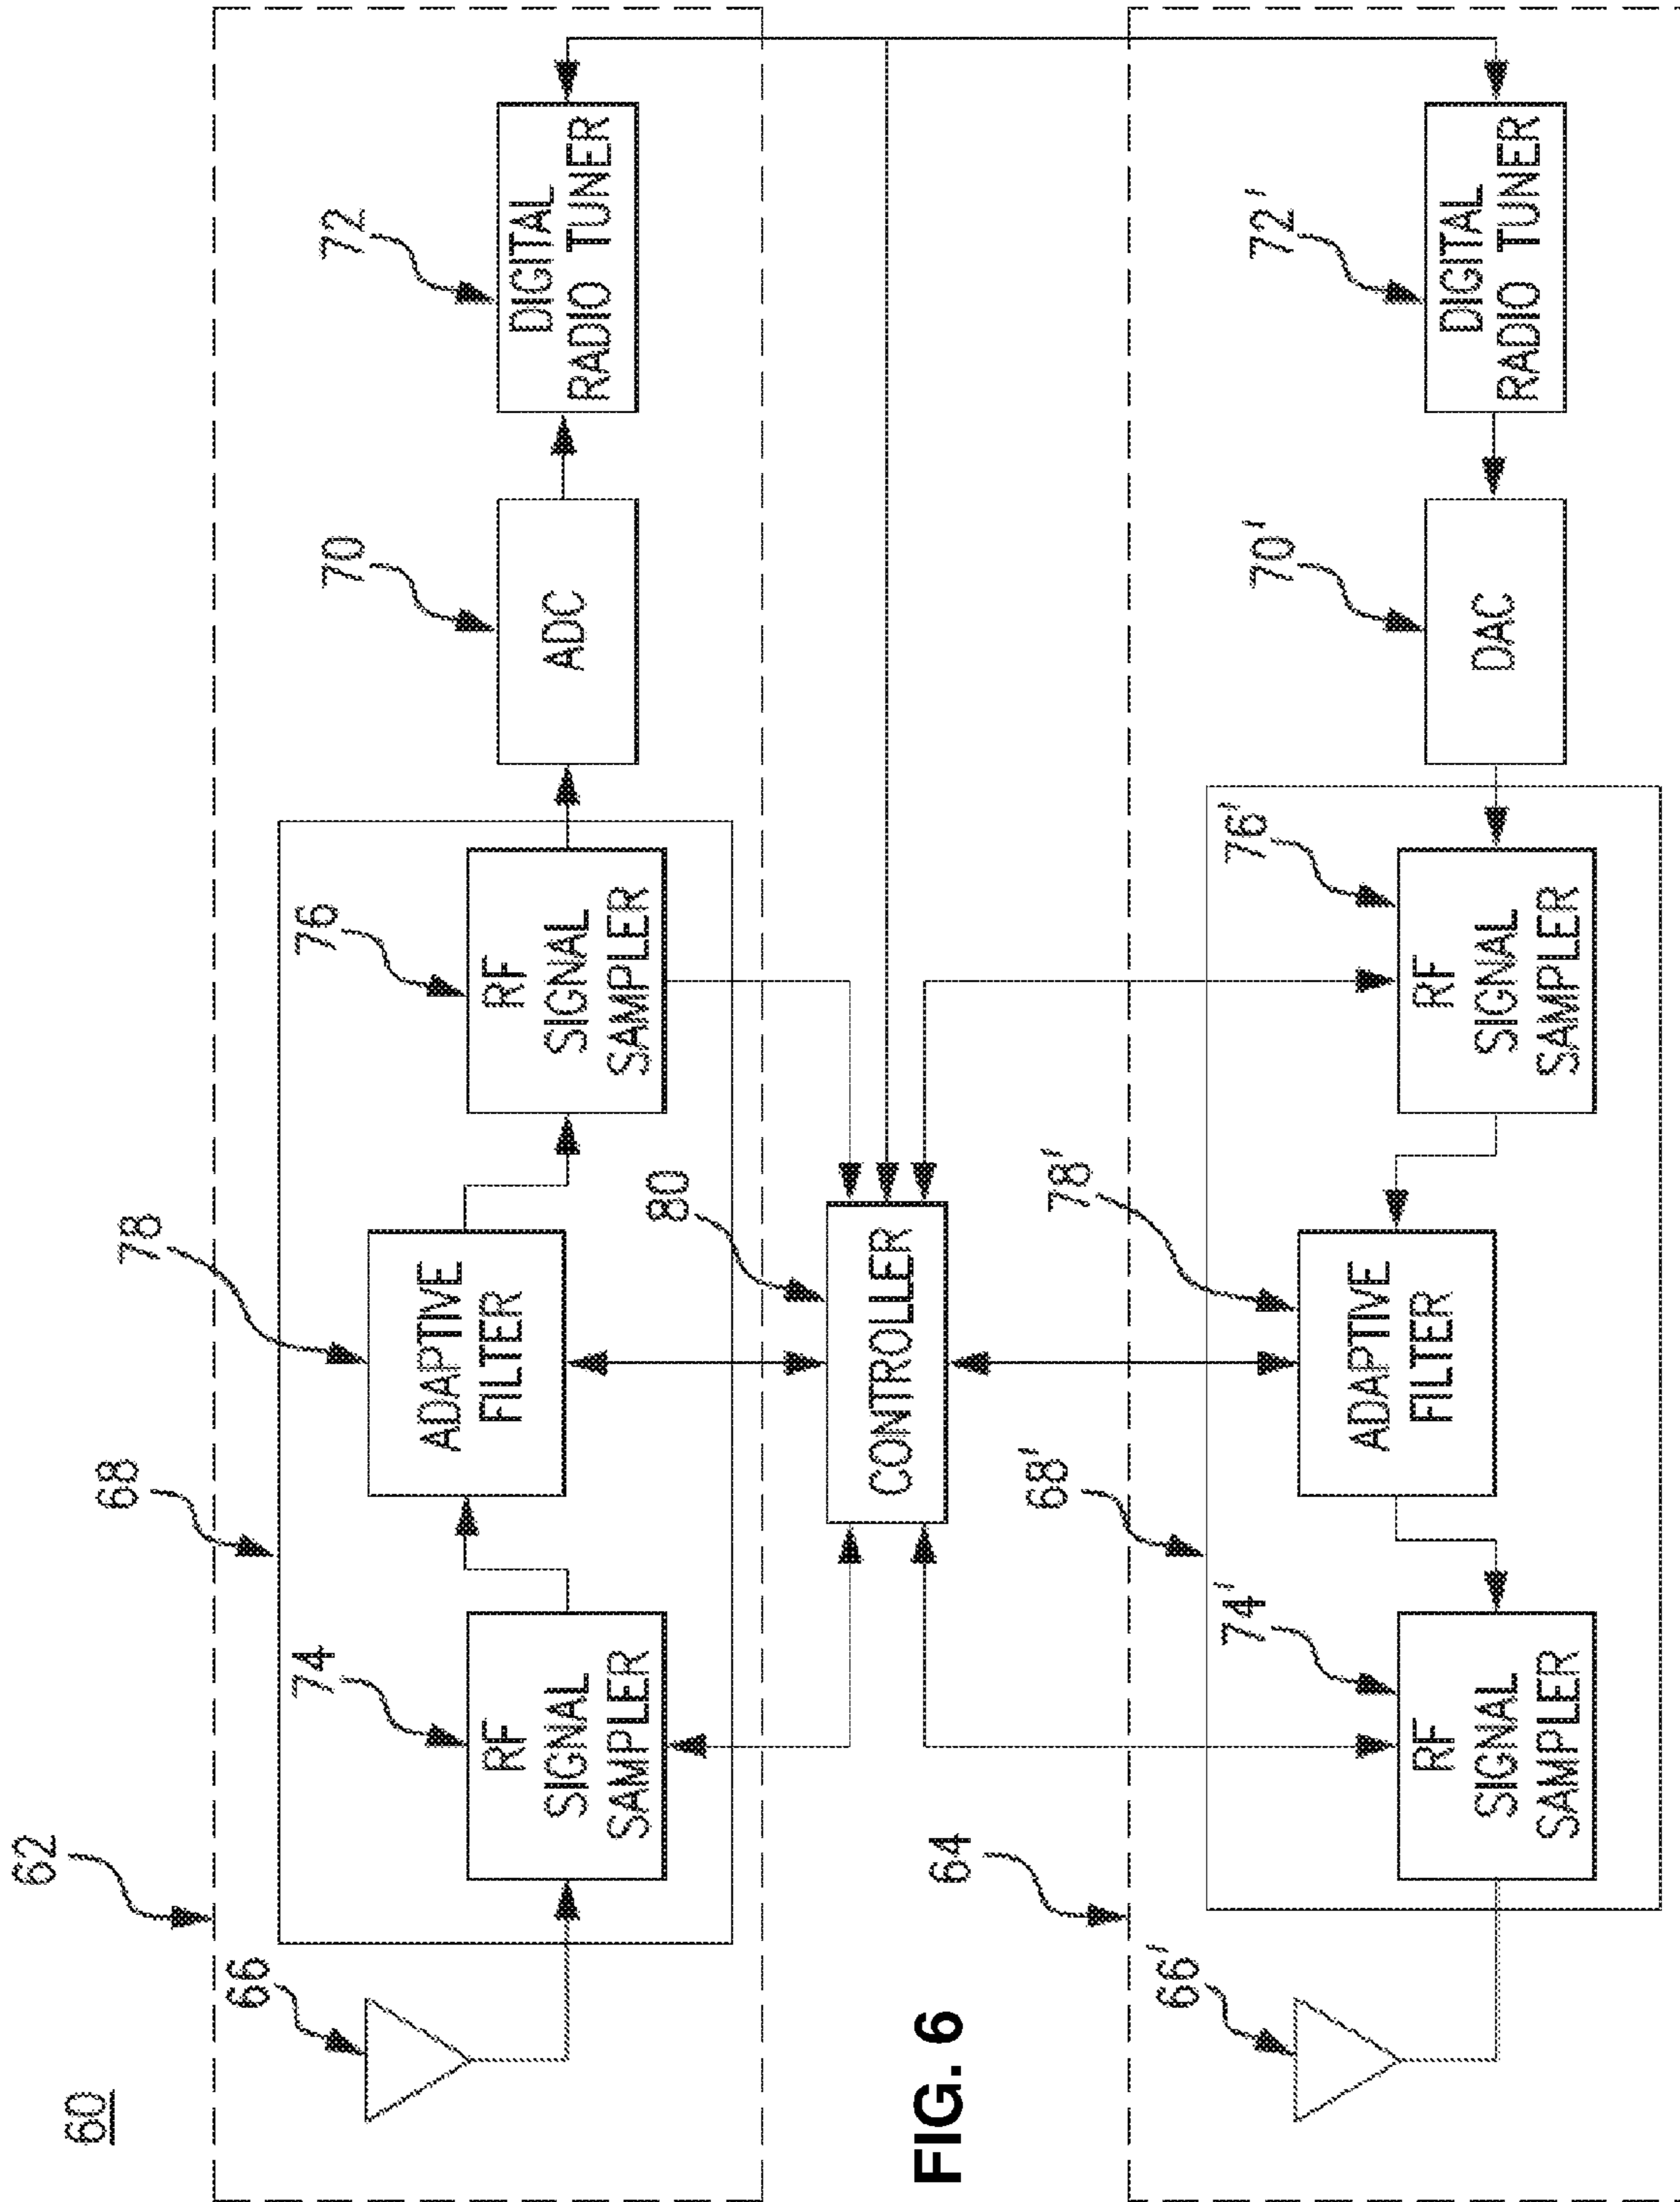 60
62
66
68
74
RF
SIGNAL
SAMPLER
78
ADAPTIVE
FILTER
76
RF
SIGNAL
SAMPLER
70
ADC
72
DIGITAL
RADIO TUNER
80
CONTROLLER
64
66'
68'
74'
RF
SIGNAL
SAMPLER
78'
ADAPTIVE
FILTER
76'
RF
SIGNAL
SAMPLER
70'
DAC
72'
DIGITAL
RADIO TUNER
FIG. 6